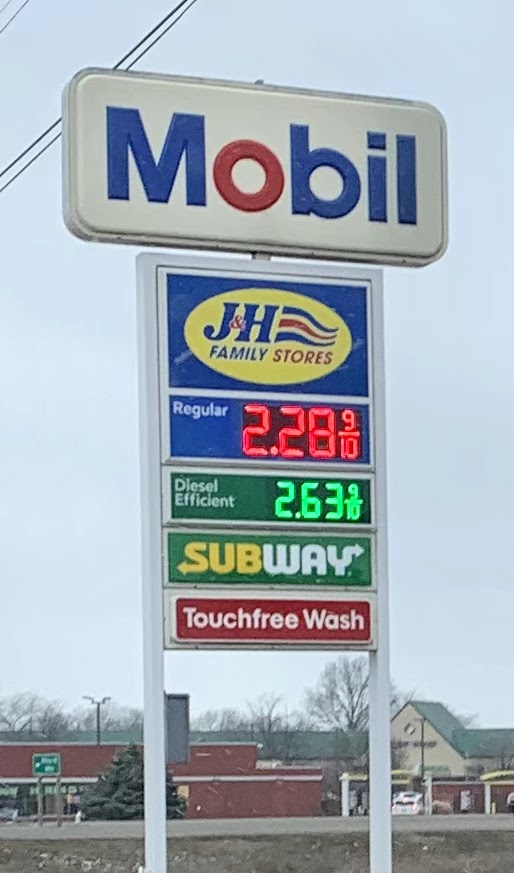 Mobil
J&H
FAMILY STORES
Regular 2.28 9/10
Diesel
Efficient 2.63 9/10
SUBWAY
Touchfree Wash